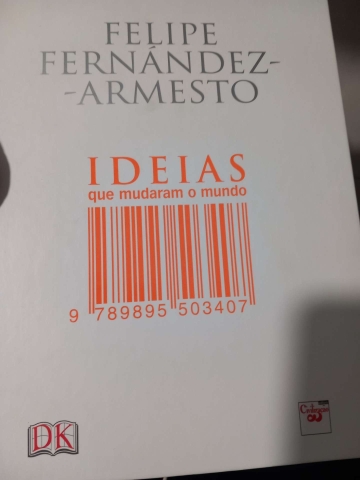 FELIPE
FERNÁNDEZ-
-ARMESTO
IDEIAS
que mudaram o mundo
9 789895 503407
DK